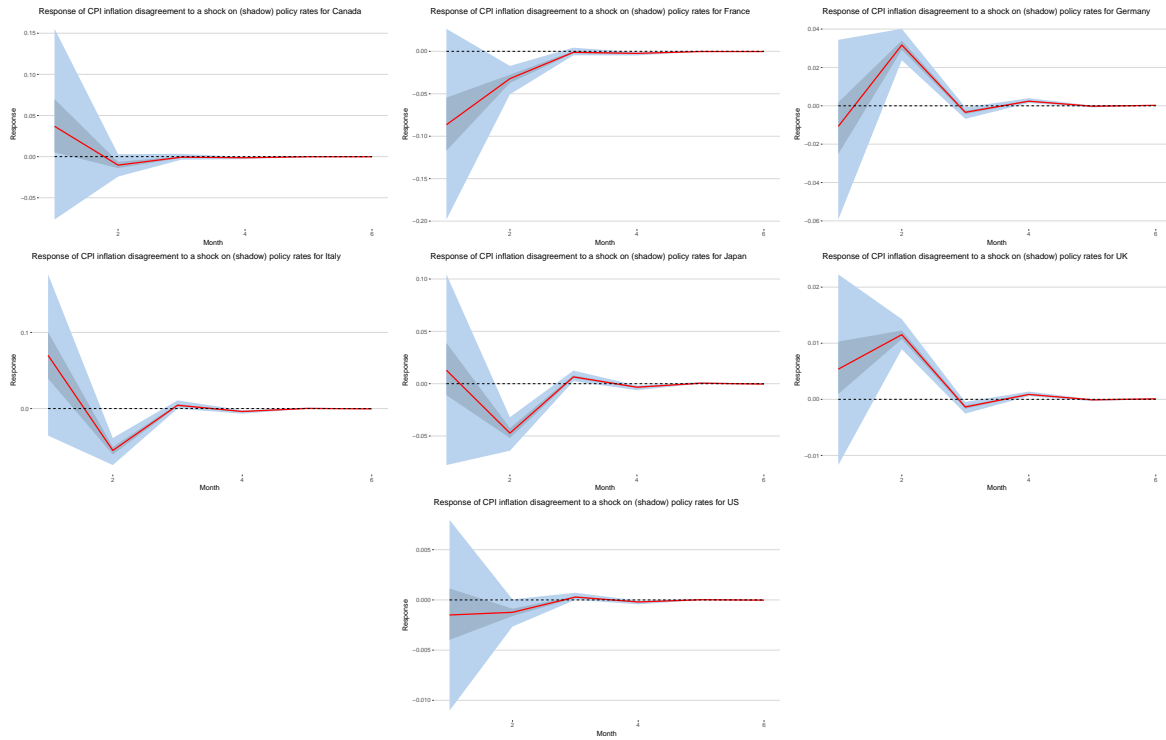 Response of CPI inflation disagreement to a shock on (shadow) policy rates for Canada
0.15
0.10
0.05
0.00
−0.05
Response
2
4
6
Month
Response of CPI inflation disagreement to a shock on (shadow) policy rates for France
0.00
−0.05
−0.10
−0.15
−0.20
Response
2
4
6
Month
Response of CPI inflation disagreement to a shock on (shadow) policy rates for Germany
0.04
0.02
0.00
−0.02
−0.04
−0.06
Response
2
4
6
Month
Response of CPI inflation disagreement to a shock on (shadow) policy rates for Italy
0.1
0.0
Response
2
4
6
Month
Response of CPI inflation disagreement to a shock on (shadow) policy rates for Japan
0.10
0.05
0.00
−0.05
Response
2
4
6
Month
Response of CPI inflation disagreement to a shock on (shadow) policy rates for UK
0.02
0.01
0.00
−0.01
Response
2
4
6
Month
Response of CPI inflation disagreement to a shock on (shadow) policy rates for US
0.005
0.000
−0.005
−0.010
Response
2
4
6
Month